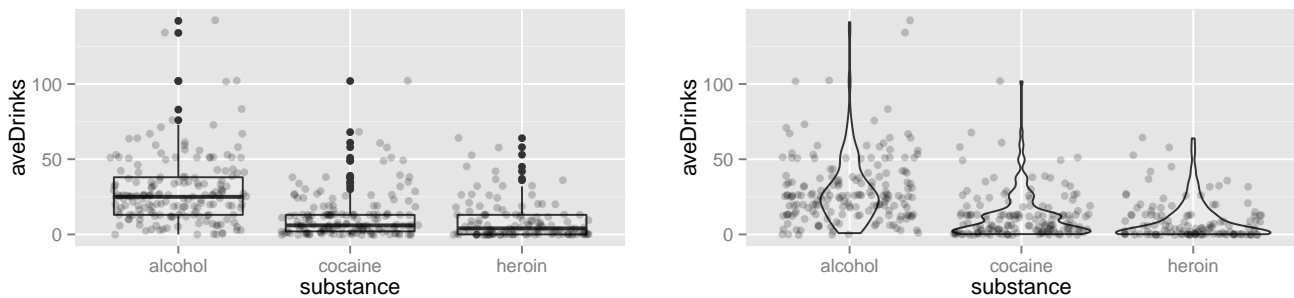 aveDrinks
100
50
0
alcohol cocaine heroin
substance
aveDrinks
100
50
0
alcohol cocaine heroin
substance